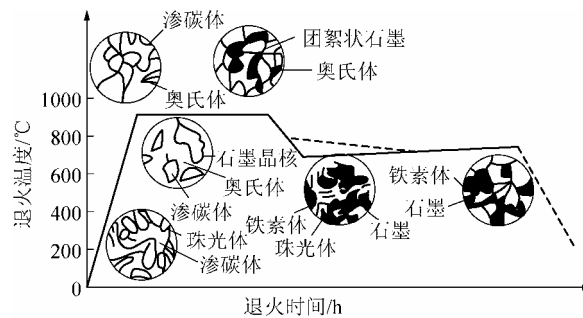 渗碳体
奥氏体
团絮状石墨
奥氏体
1000
800
600
400
200
0
退火温度/℃
石墨晶核
奥氏体
渗碳体
珠光体
渗碳体
铁素体
珠光体
石墨
铁素体
石墨
退火时间/h